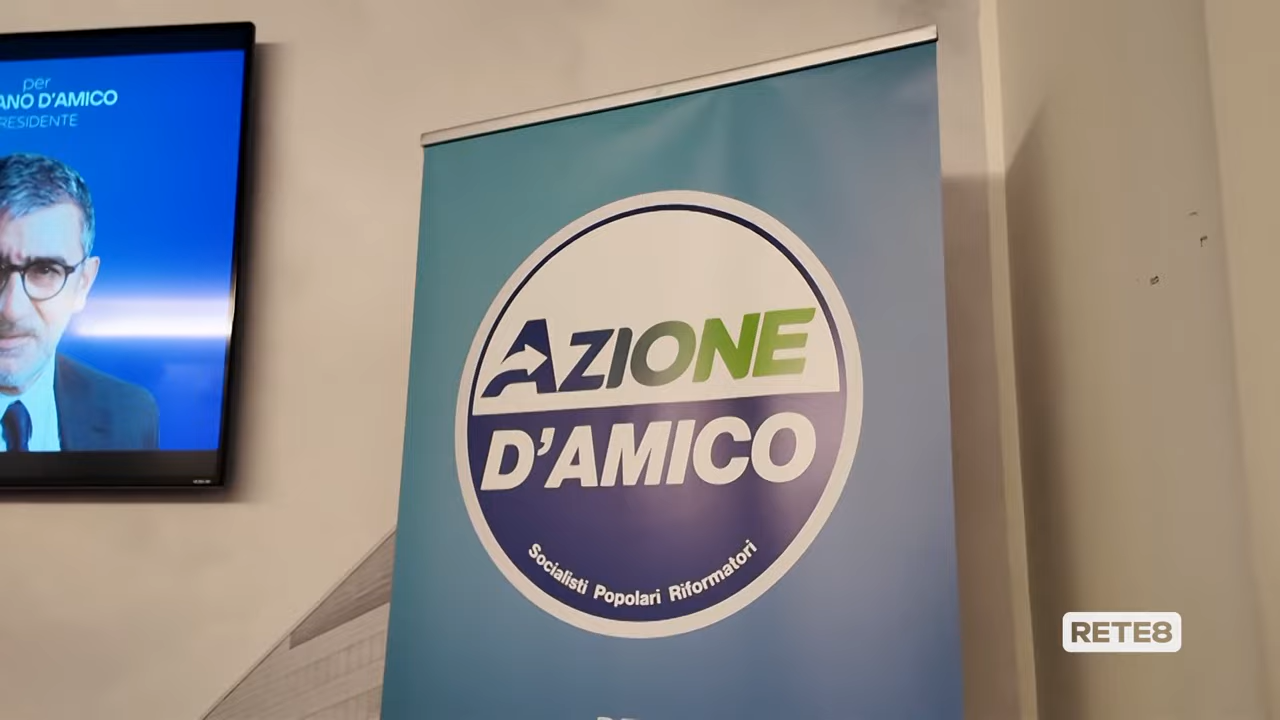 per
ANO D'AMICO
RESIDENTE
AZIONE
D'AMICO
Socialisti Popolari Riformatori
RETE8